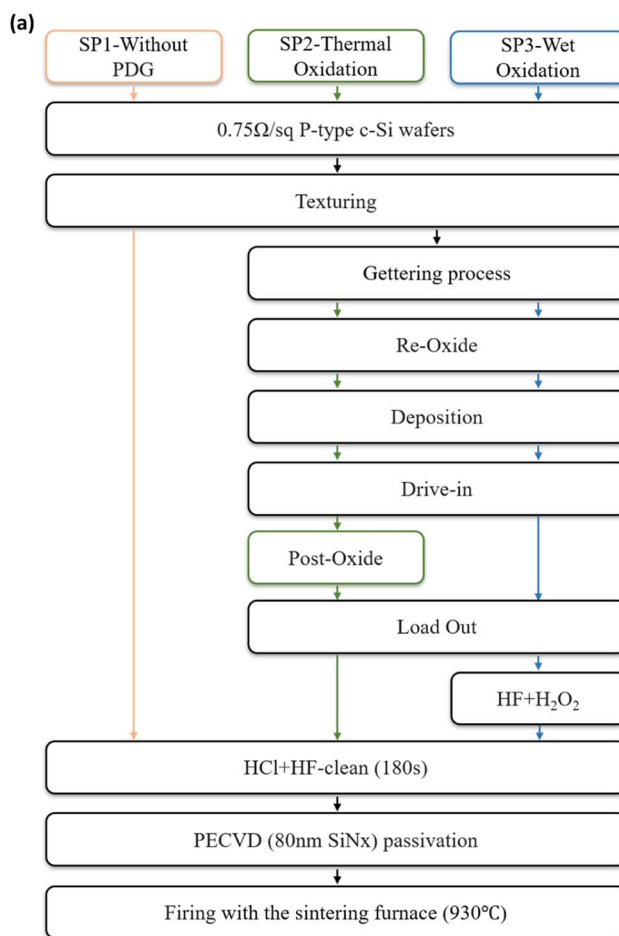 (a)
SP1-Without
PDG
SP2-Thermal
Oxidation
SP3-Wet
Oxidation
0.75Ω/sq P-type c-Si wafers
Texturing
Gettering process
Re-Oxide
Deposition
Drive-in
Post-Oxide
Load Out
HF+H₂O₂
HCl+HF-clean (180s)
PECVD (80nm SiNx) passivation
Firing with the sintering furnace (930℃)